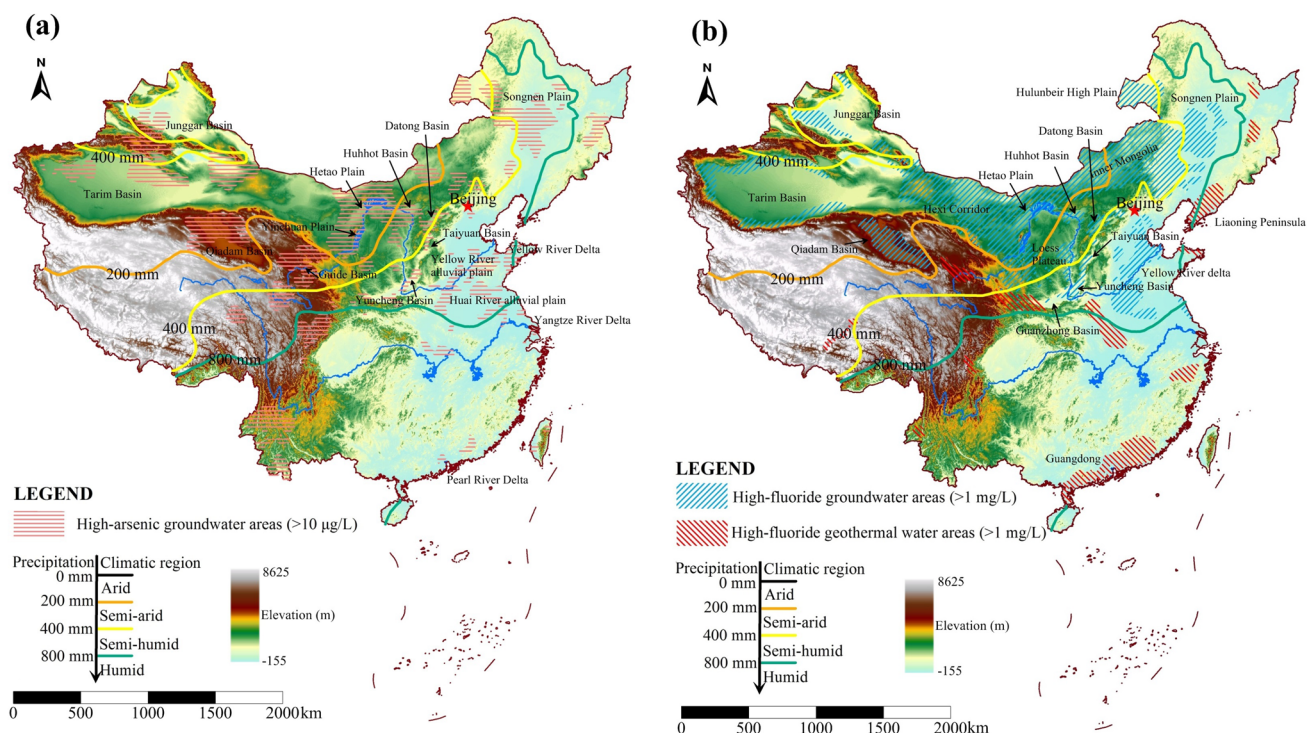 (a)
N
Songnen Plain
Junggar Basin
Datong Basin
400 mm
Huhhot Basin
Hetao Plain
Tarim Basin
Beijing
Yinchuan Plain
Taiyuan Basin
Qiadam Basin
Yellow River Delta
Yellow River
alluvial plain
200 mm
Guide Basin
Yuncheng Basin
Huai River alluvial plain
Yangtze River Delta
400 mm
800 mm
Pearl River Delta
LEGEND
High-arsenic groundwater areas (>10 μg/L)
Precipitation
Climatic region
0 mm
Arid
200 mm
Semi-arid
400 mm
Semi-humid
800 mm
Humid
8625
Elevation (m)
-155
0 500 1000 1500 2000km
(b)
N
Hulunbeir High Plain
Songnen Plain
Junggar Basin
Datong Basin
Huhhot Basin
400 mm
Hetao Plain
Inner Mongolia
Tarim Basin
Beijing
Hexi Corridor
Liaoning Peninsula
Taiyuan Basin
Qiadam Basin
Loess
Plateau
200 mm
Yellow River delta
Yuncheng Basin
Guanzhong Basin
400 mm
800 mm
Guangdong
LEGEND
High-fluoride groundwater areas (>1 mg/L)
High-fluoride geothermal water areas (>1 mg/L)
Precipitation
Climatic region
0 mm
Arid
200 mm
Semi-arid
400 mm
Semi-humid
800 mm
Humid
8625
Elevation (m)
-155
0 500 1000 1500 2000km